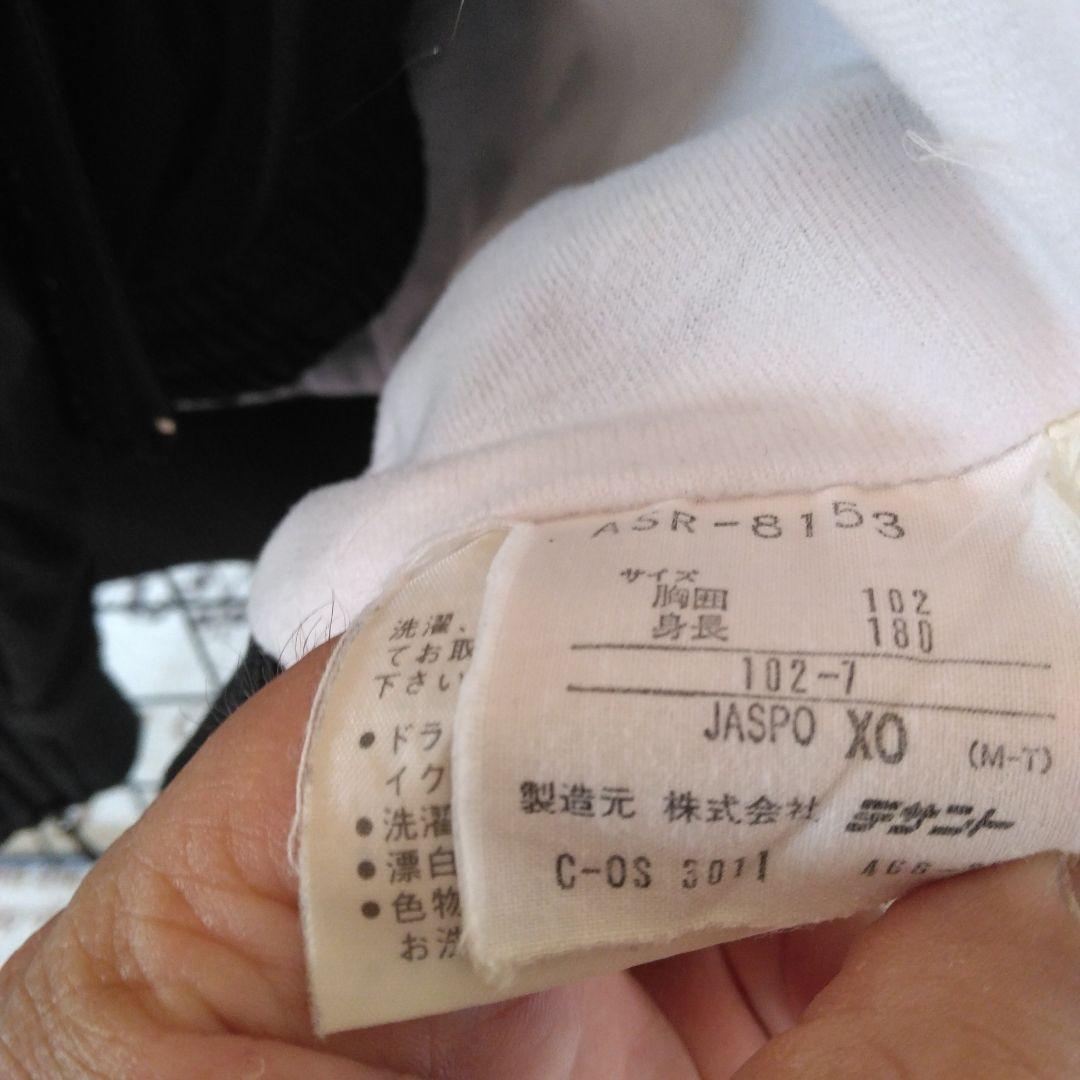 ASR-8153
サイズ
胸囲 102
身長 180
102-7
JASPO XO (M-T)
製造元 株式会社 デサント
C-OS 3011
洗濯、
てお取
下さい
●ドラ
イク
●洗濯
●漂白
●色物
お洗